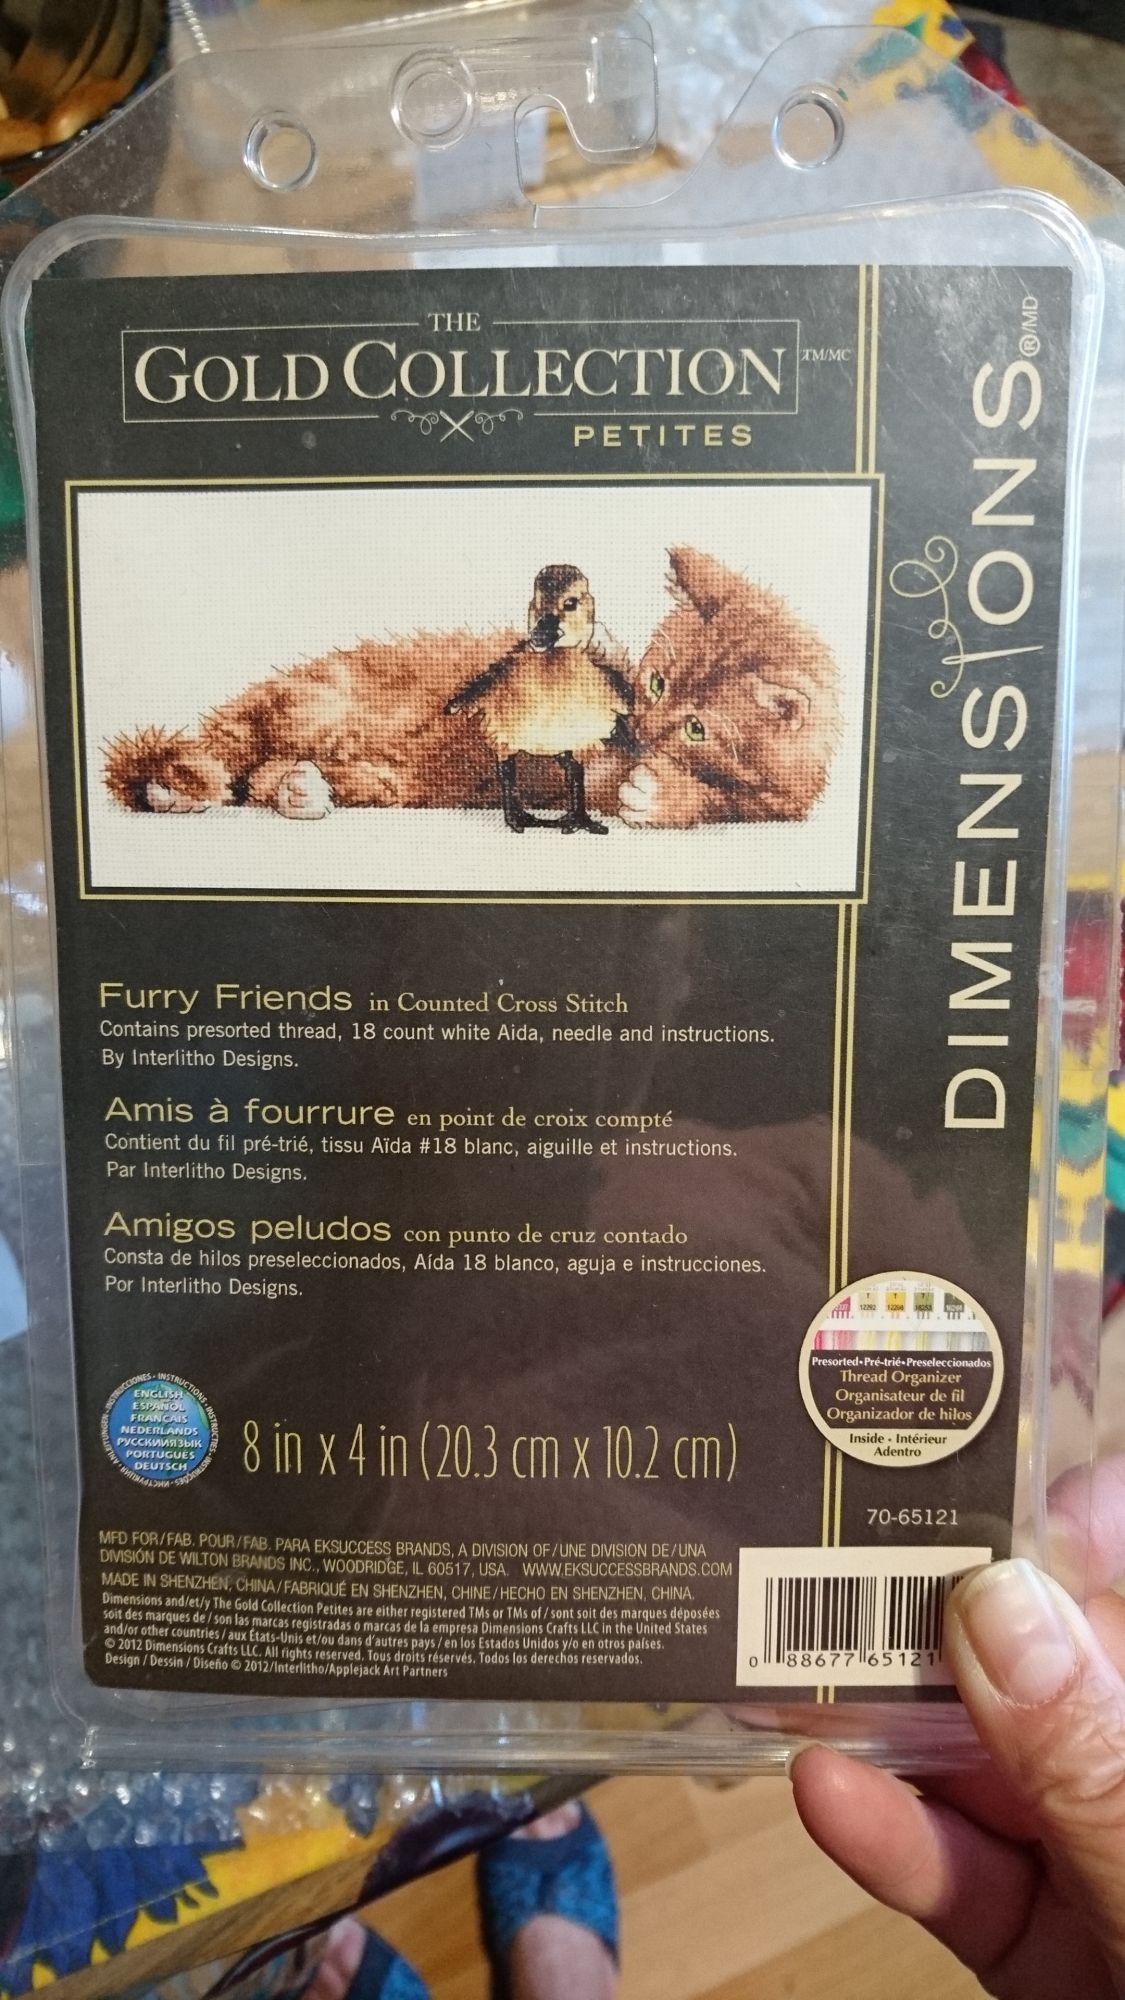 THE
GOLD COLLECTION TM/MC
PETITES
DIMENSIONS®/MD
Furry Friends in Counted Cross Stitch
Contains presorted thread, 18 count white Aida, needle and instructions.
By Interlitho Designs.
Amis à fourrure en point de croix compté
Contient du fil pré-trié, tissu Aïda #18 blanc, aiguille et instructions.
Par Interlitho Designs.
Amigos peludos con punto de cruz contado
Consta de hilos preseleccionados, Aída 18 blanco, aguja e instrucciones.
Por Interlitho Designs.
12292
Presorted•Pré-trié•Preseleccionados
Thread Organizer
Organisateur de fil
Organizador de hilos
Inside • Intérieur
Adentro
INSTRUCTIONS
ENGLISH
ESPAÑOL
FRANÇAIS
NEDERLANDS
РУССКИЙЯЗЫК
PORTUGUÊS
DEUTSCH
8 in x 4 in (20.3 cm x 10.2 cm)
70-65121
MFD FOR/FAB. POUR/FAB. PARA EKSUCCESS BRANDS, A DIVISION OF/UNE DIVISION DE/UNA
DIVISIÓN DE WILTON BRANDS INC., WOODRIDGE, IL 60517, USA. WWW.EKSUCCESSBRANDS.COM
MADE IN SHENZHEN, CHINA/FABRIQUÉ EN SHENZHEN, CHINE/HECHO EN SHENZHEN, CHINA.
Dimensions and/et/y The Gold Collection Petites are either registered TMs or TMs of / sont soit des marques déposées
soit des marques de / son las marcas registradas o marcas de la empresa Dimensions Crafts LLC in the United States
and/or other countries / aux États-Unis et/ou dans d'autres pays / en los Estados Unidos y/o en otros países.
© 2012 Dimensions Crafts LLC. All rights reserved. Tous droits réservés. Todos los derechos reservados.
Design / Dessin / Diseño © 2012/Interlitho/Applejack Art Partners
0 88677 65121